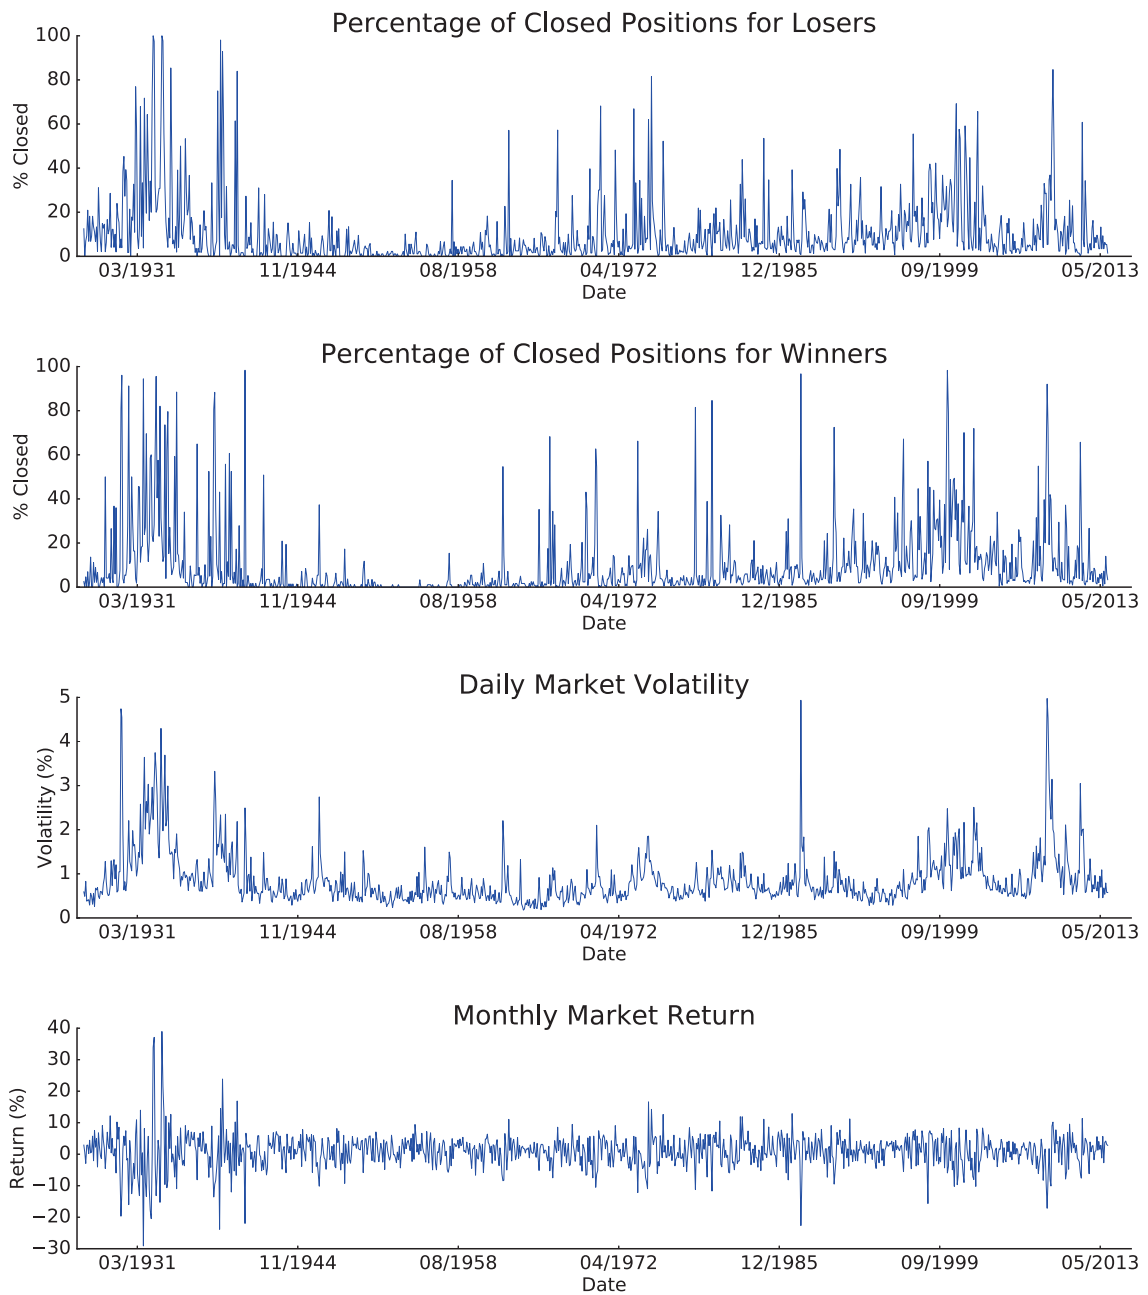 Percentage of Closed Positions for Losers
100
80
60
40
20
0
% Closed
03/1931 11/1944 08/1958 04/1972 12/1985 09/1999 05/2013
Date
Percentage of Closed Positions for Winners
100
80
60
40
20
0
% Closed
03/1931 11/1944 08/1958 04/1972 12/1985 09/1999 05/2013
Date
Daily Market Volatility
5
4
3
2
1
0
Volatility (%)
03/1931 11/1944 08/1958 04/1972 12/1985 09/1999 05/2013
Date
Monthly Market Return
40
30
20
10
0
−10
−20
−30
Return (%)
03/1931 11/1944 08/1958 04/1972 12/1985 09/1999 05/2013
Date